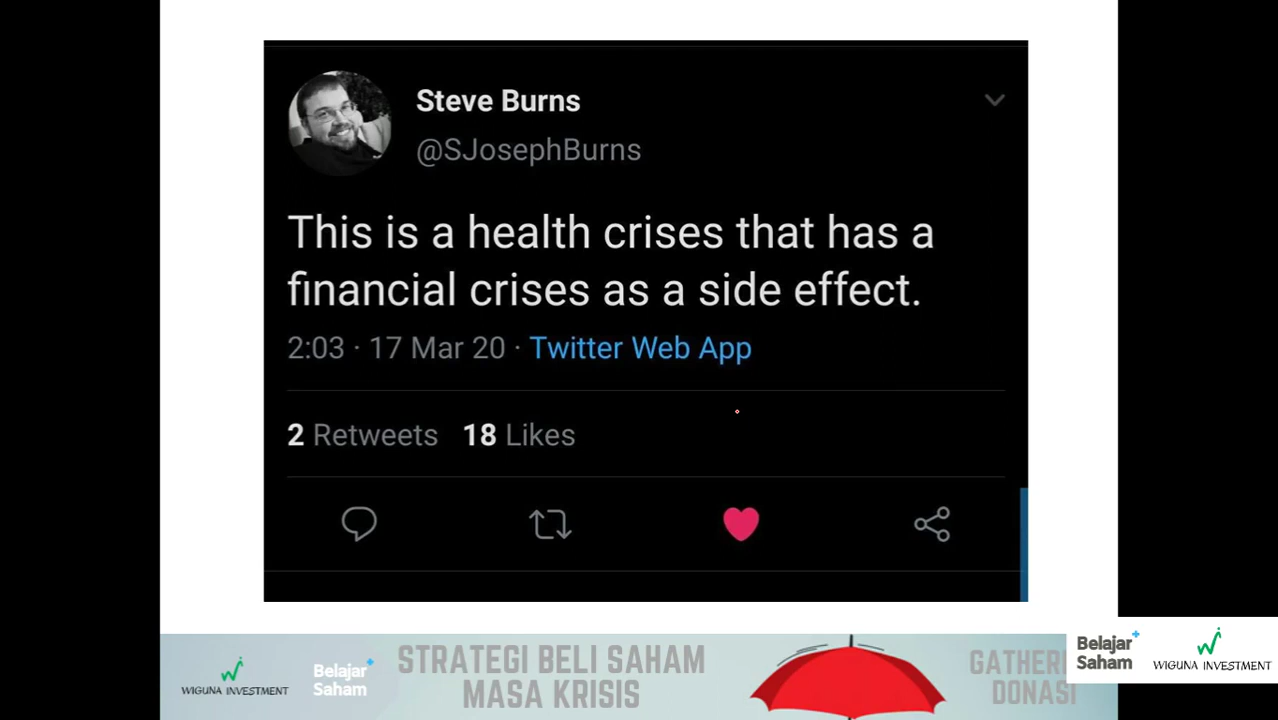 Steve Burns
@SJosephBurns
This is a health crises that has a
financial crises as a side effect.
2:03 · 17 Mar 20 · Twitter Web App
2 Retweets 18 Likes
WIGUNA INVESTMENT
Belajar+
Saham
STRATEGI BELI SAHAM
MASA KRISIS
DONASI
Belajar+
Saham
WIGUNA INVESTMENT